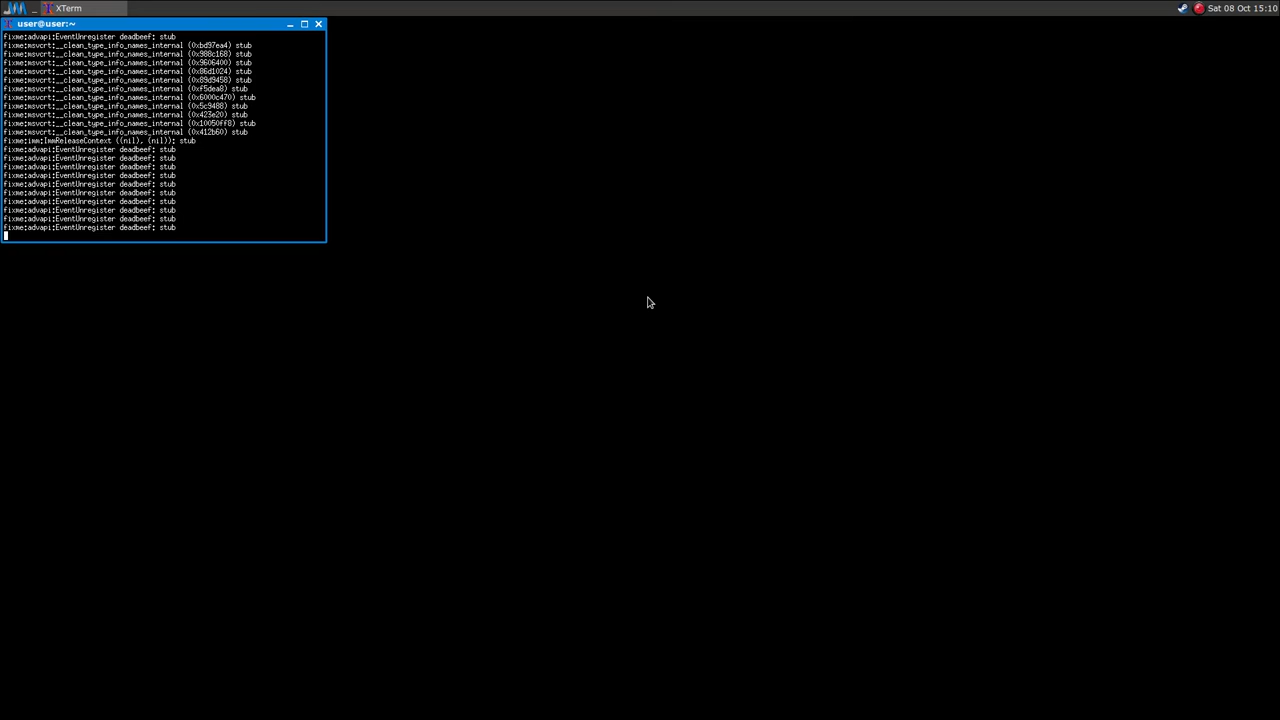 XTerm
Sat 08 Oct 15:10
user@user:~
fixme:advapi:EventUnregister deadbeef: stub
fixme:msvcrt:__clean_type_info_names_internal (0xbd97ea4) stub
fixme:msvcrt:__clean_type_info_names_internal (0x988c168) stub
fixme:msvcrt:__clean_type_info_names_internal (0x9606400) stub
fixme:msvcrt:__clean_type_info_names_internal (0x86d1024) stub
fixme:msvcrt:__clean_type_info_names_internal (0x89d9458) stub
fixme:msvcrt:__clean_type_info_names_internal (0xf5dea8) stub
fixme:msvcrt:__clean_type_info_names_internal (0x6000c470) stub
fixme:msvcrt:__clean_type_info_names_internal (0x5c9488) stub
fixme:msvcrt:__clean_type_info_names_internal (0x423e20) stub
fixme:msvcrt:__clean_type_info_names_internal (0x10050ff8) stub
fixme:msvcrt:__clean_type_info_names_internal (0x412b60) stub
fixme:imm:ImmReleaseContext ((nil), (nil)): stub
fixme:advapi:EventUnregister deadbeef: stub
fixme:advapi:EventUnregister deadbeef: stub
fixme:advapi:EventUnregister deadbeef: stub
fixme:advapi:EventUnregister deadbeef: stub
fixme:advapi:EventUnregister deadbeef: stub
fixme:advapi:EventUnregister deadbeef: stub
fixme:advapi:EventUnregister deadbeef: stub
fixme:advapi:EventUnregister deadbeef: stub
fixme:advapi:EventUnregister deadbeef: stub
fixme:advapi:EventUnregister deadbeef: stub